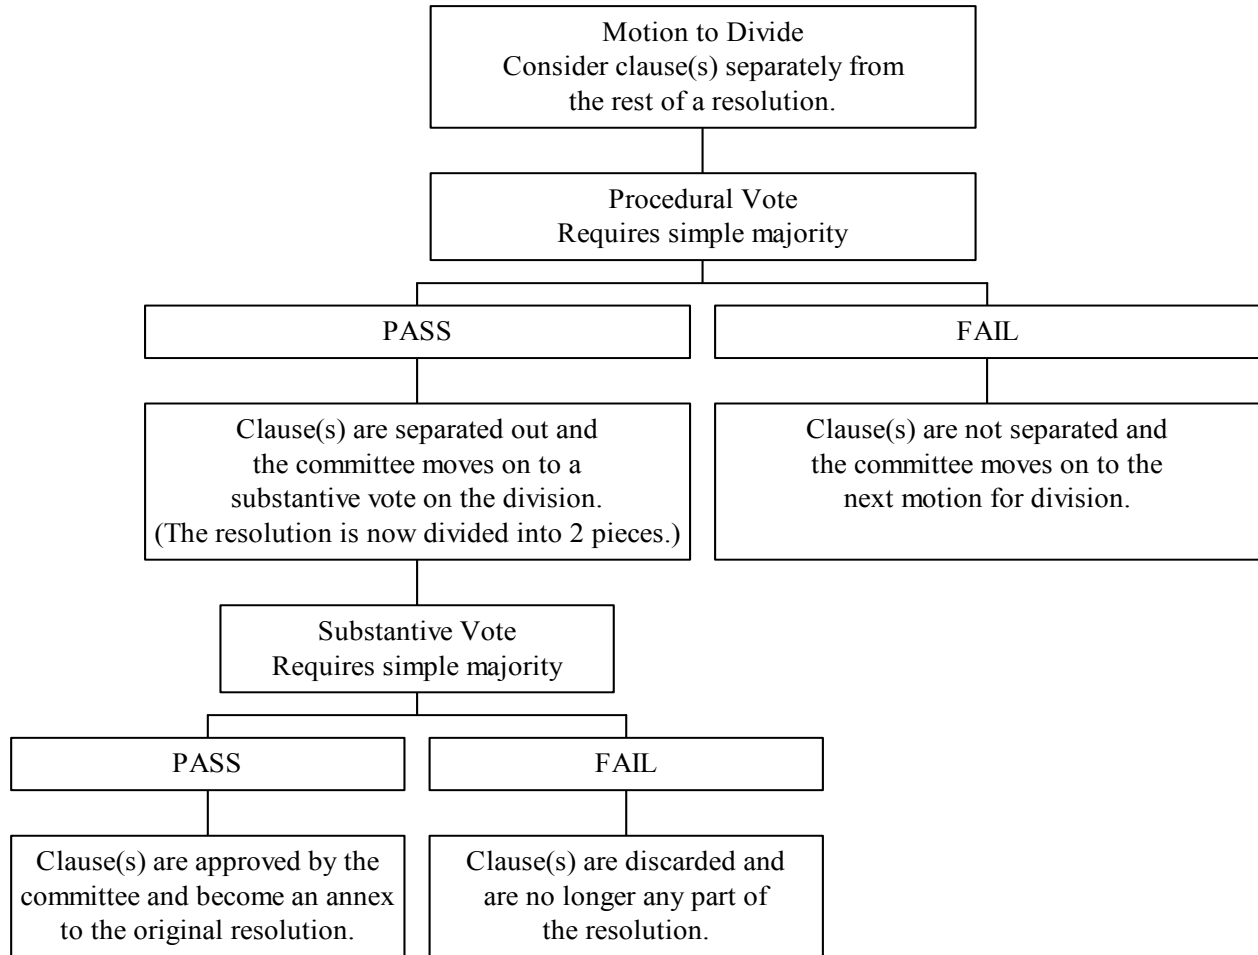 Motion to Divide
Consider clause(s) separately from
the rest of a resolution.
Procedural Vote
Requires simple majority
PASS
FAIL
Clause(s) are separated out and
the committee moves on to a
substantive vote on the division.
(The resolution is now divided into 2 pieces.)
Clause(s) are not separated and
the committee moves on to the
next motion for division.
Substantive Vote
Requires simple majority
PASS
FAIL
Clause(s) are approved by the
committee and become an annex
to the original resolution.
Clause(s) are discarded and
are no longer any part of
the resolution.